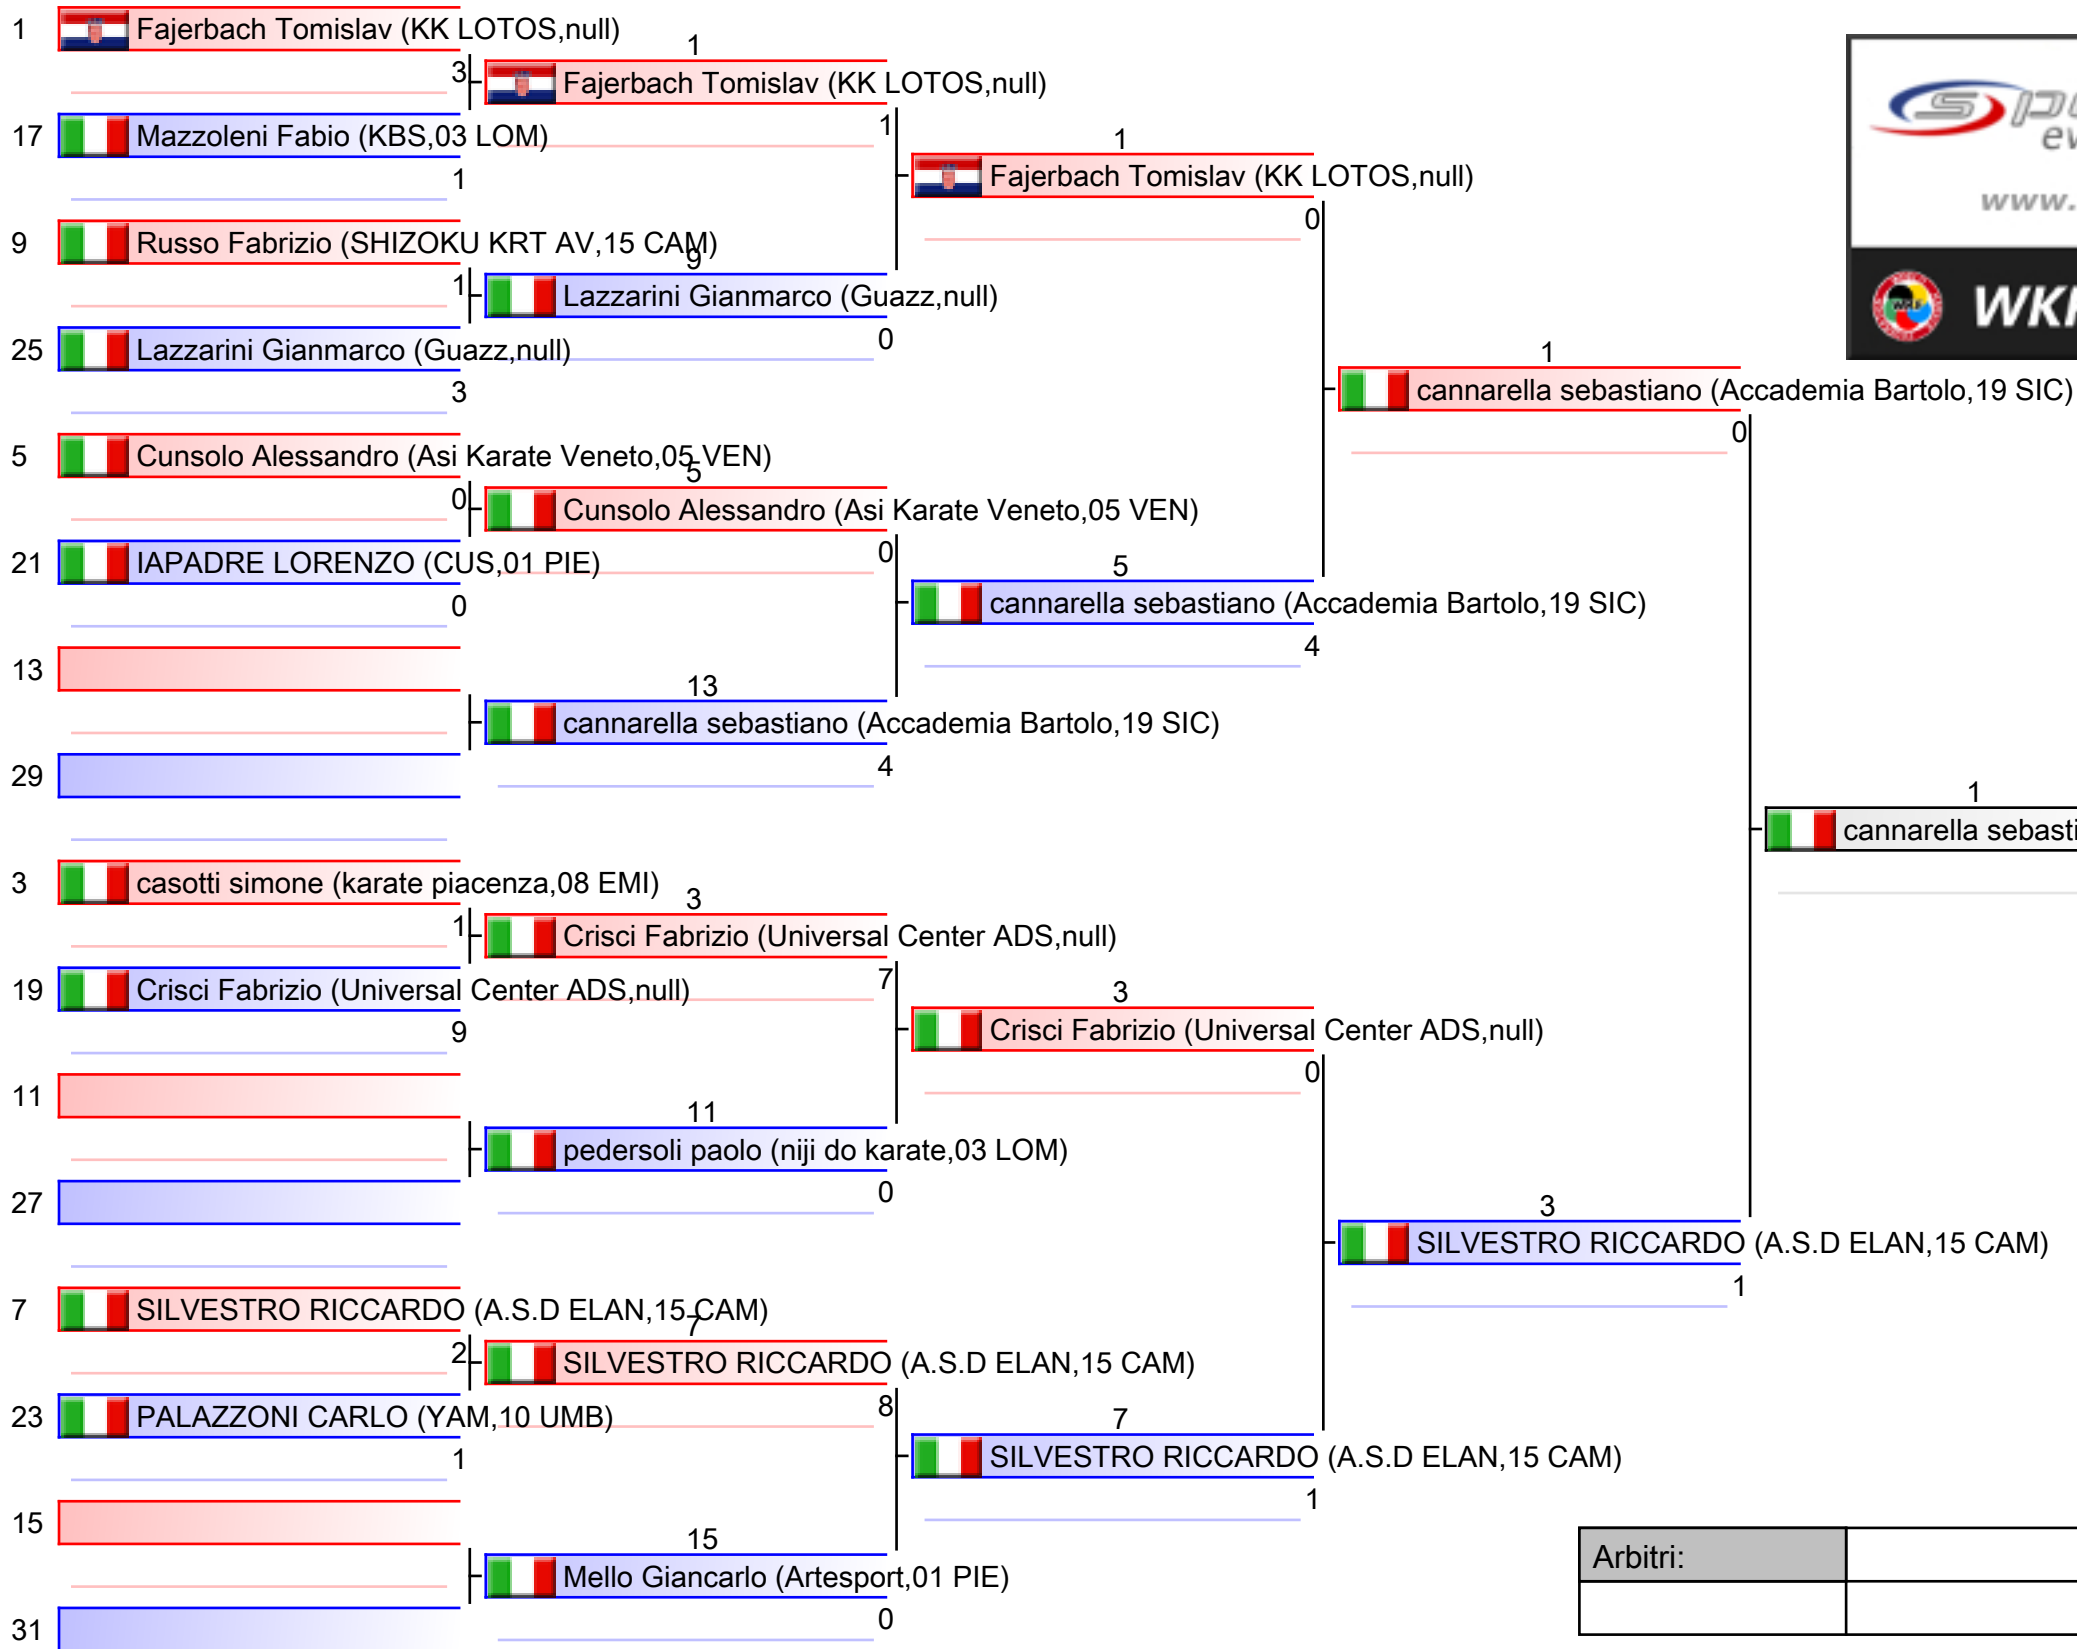 1 Fajerbach Tomislav (KK LOTOS,null)
3
17 Mazzoleni Fabio (KBS,03 LOM)
1
9 Russo Fabrizio (SHIZOKU KRT AV,15 CAM)
1
25 Lazzarini Gianmarco (Guazz,null)
3
5 Cunsolo Alessandro (Asi Karate Veneto,05 VEN)
0
21 IAPADRE LORENZO (CUS,01 PIE)
0
13
29
3 casotti simone (karate piacenza,08 EMI)
1
19 Crisci Fabrizio (Universal Center ADS,null)
9
11
27
7 SILVESTRO RICCARDO (A.S.D ELAN,15 CAM)
2
23 PALAZZONI CARLO (YAM,10 UMB)
1
15
31
1
Fajerbach Tomislav (KK LOTOS,null)
1
9
Lazzarini Gianmarco (Guazz,null)
0
5
Cunsolo Alessandro (Asi Karate Veneto,05 VEN)
0
13
cannarella sebastiano (Accademia Bartolo,19 SIC)
4
3
Crisci Fabrizio (Universal Center ADS,null)
7
11
pedersoli paolo (niji do karate,03 LOM)
0
7
SILVESTRO RICCARDO (A.S.D ELAN,15 CAM)
8
15
Mello Giancarlo (Artesport,01 PIE)
0
1
Fajerbach Tomislav (KK LOTOS,null)
0
5
cannarella sebastiano (Accademia Bartolo,19 SIC)
4
3
Crisci Fabrizio (Universal Center ADS,null)
0
7
SILVESTRO RICCARDO (A.S.D ELAN,15 CAM)
1
1
cannarella sebastiano (Accademia Bartolo,19 SIC)
0
3
SILVESTRO RICCARDO (A.S.D ELAN,15 CAM)
1
1
cannarella sebasti
www.
Arbitri: